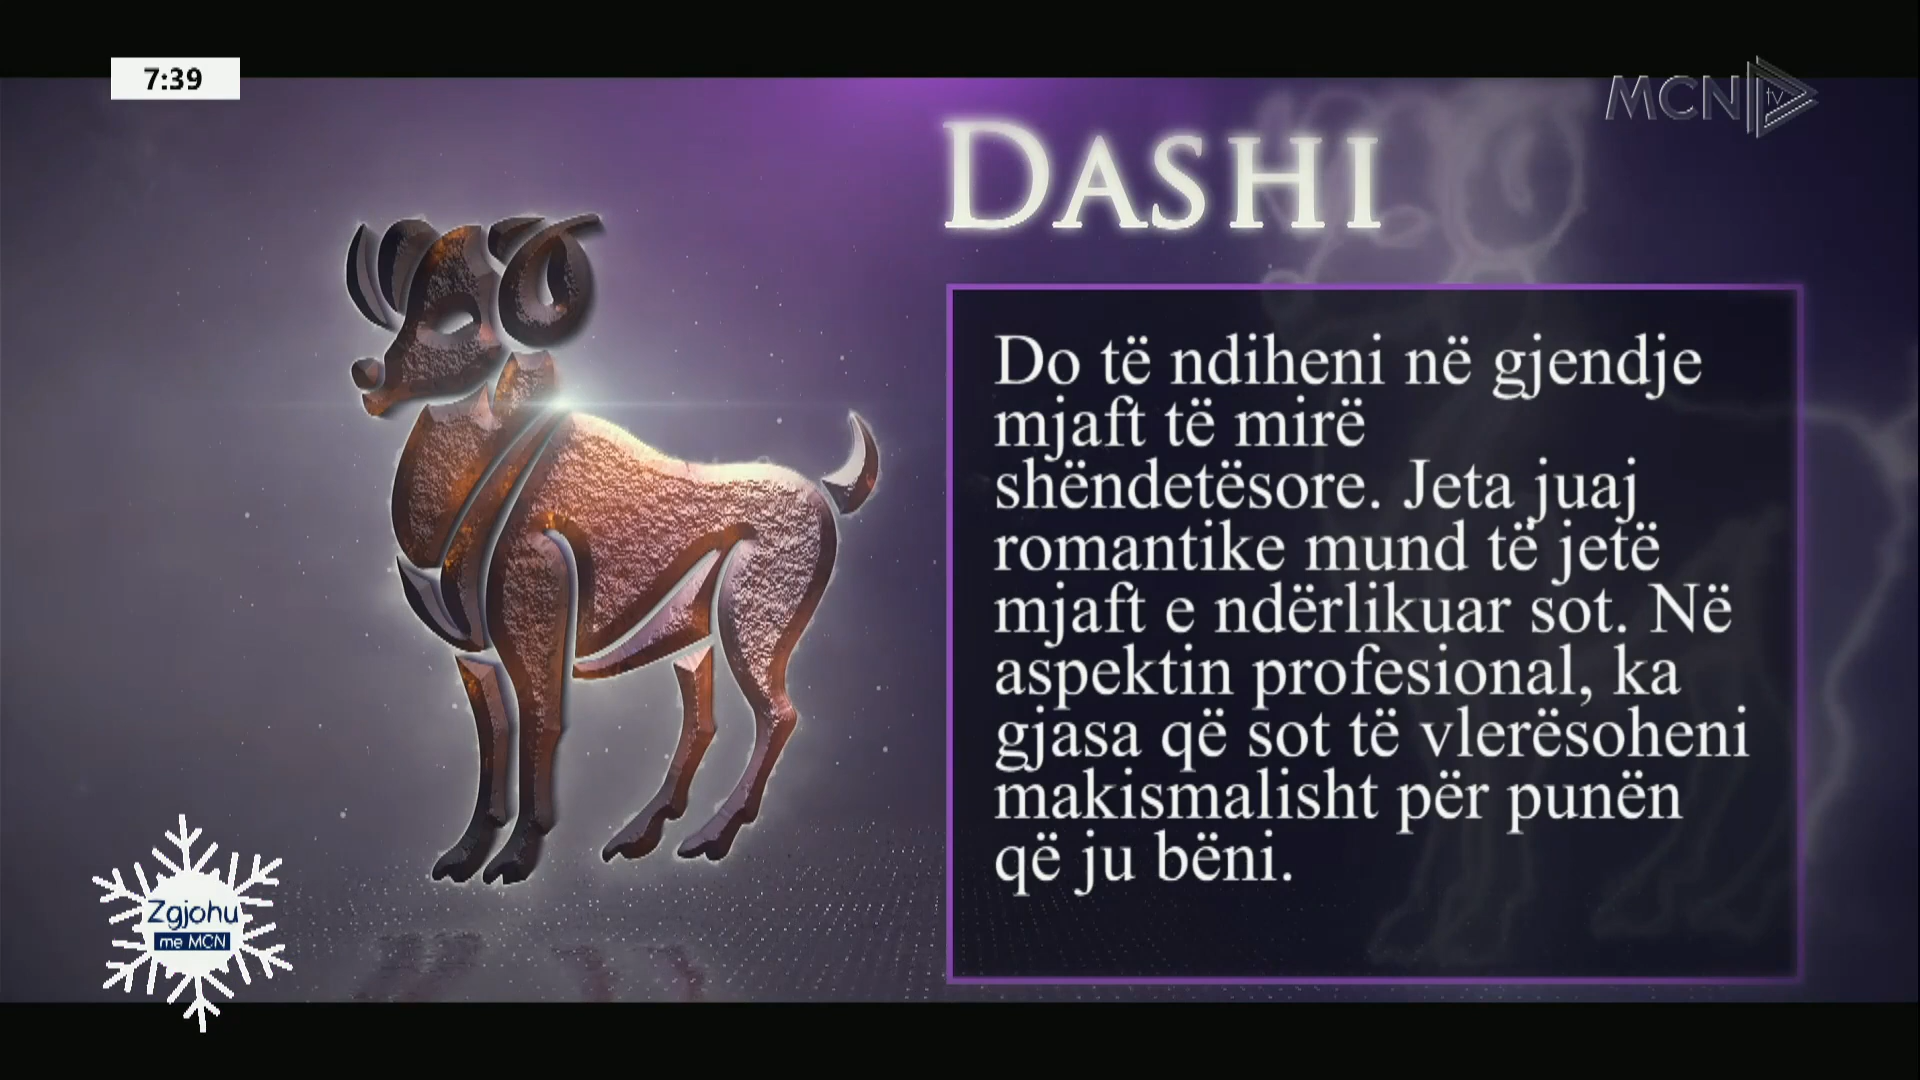 7:39
MCN tv
DASHI
Do të ndiheni në gjendje
mjaft të mirë
shëndetësore. Jeta juaj
romantike mund të jetë
mjaft e ndërlikuar sot. Në
aspektin profesional, ka
gjasa që sot të vlerësoheni
makismalisht për punën
që ju bëni.
Zgjohu
me MCN